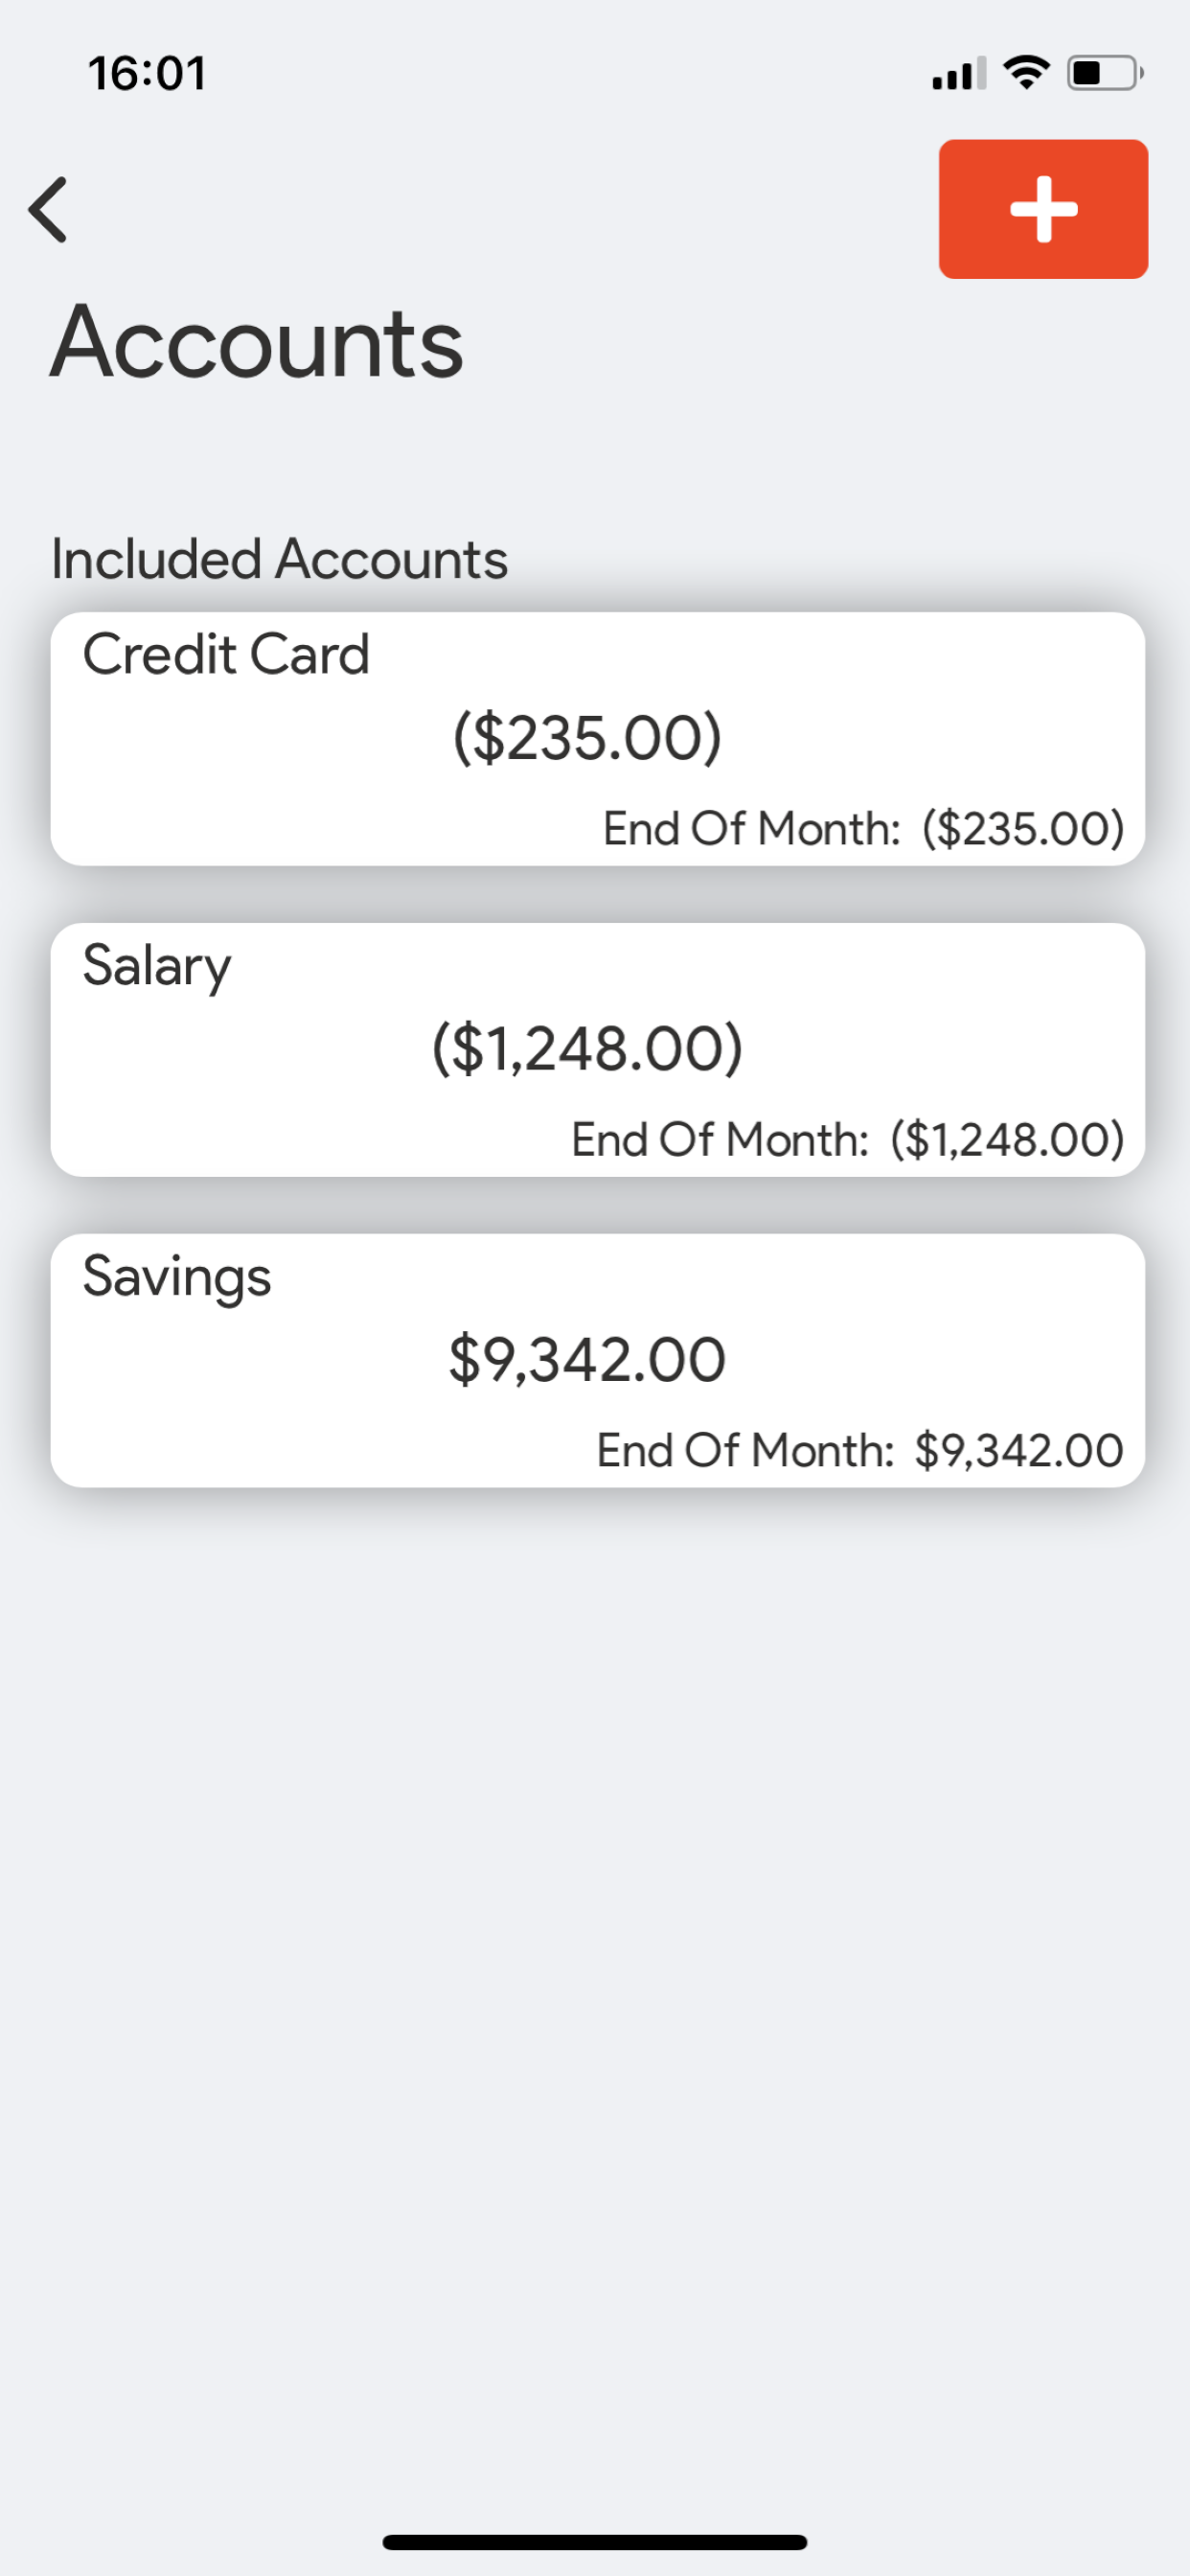 16:01
Accounts
Included Accounts
Credit Card
($235.00)
End Of Month: ($235.00)
Salary
($1,248.00)
End Of Month: ($1,248.00)
Savings
$9,342.00
End Of Month: $9,342.00